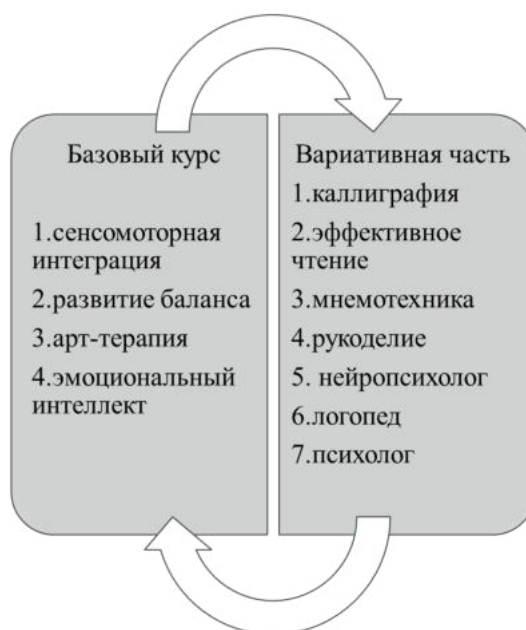 Базовый курс
1.сенсомоторная
интеграция
2.развитие баланса
3.арт-терапия
4.эмоциональный
интеллект
Вариативная часть
1.каллиграфия
2.эффективное
чтение
3.мнемотехника
4.рукоделие
5. нейропсихолог
6.логопед
7.психолог